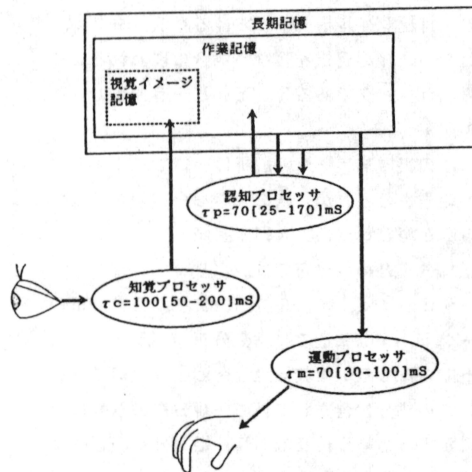 長期記憶
作業記憶
視覚イメージ
記憶
認知プロセッサ
τp=70[25-170]mS
知覚プロセッサ
τc=100[50-200]mS
運動プロセッサ
τm=70[30-100]mS